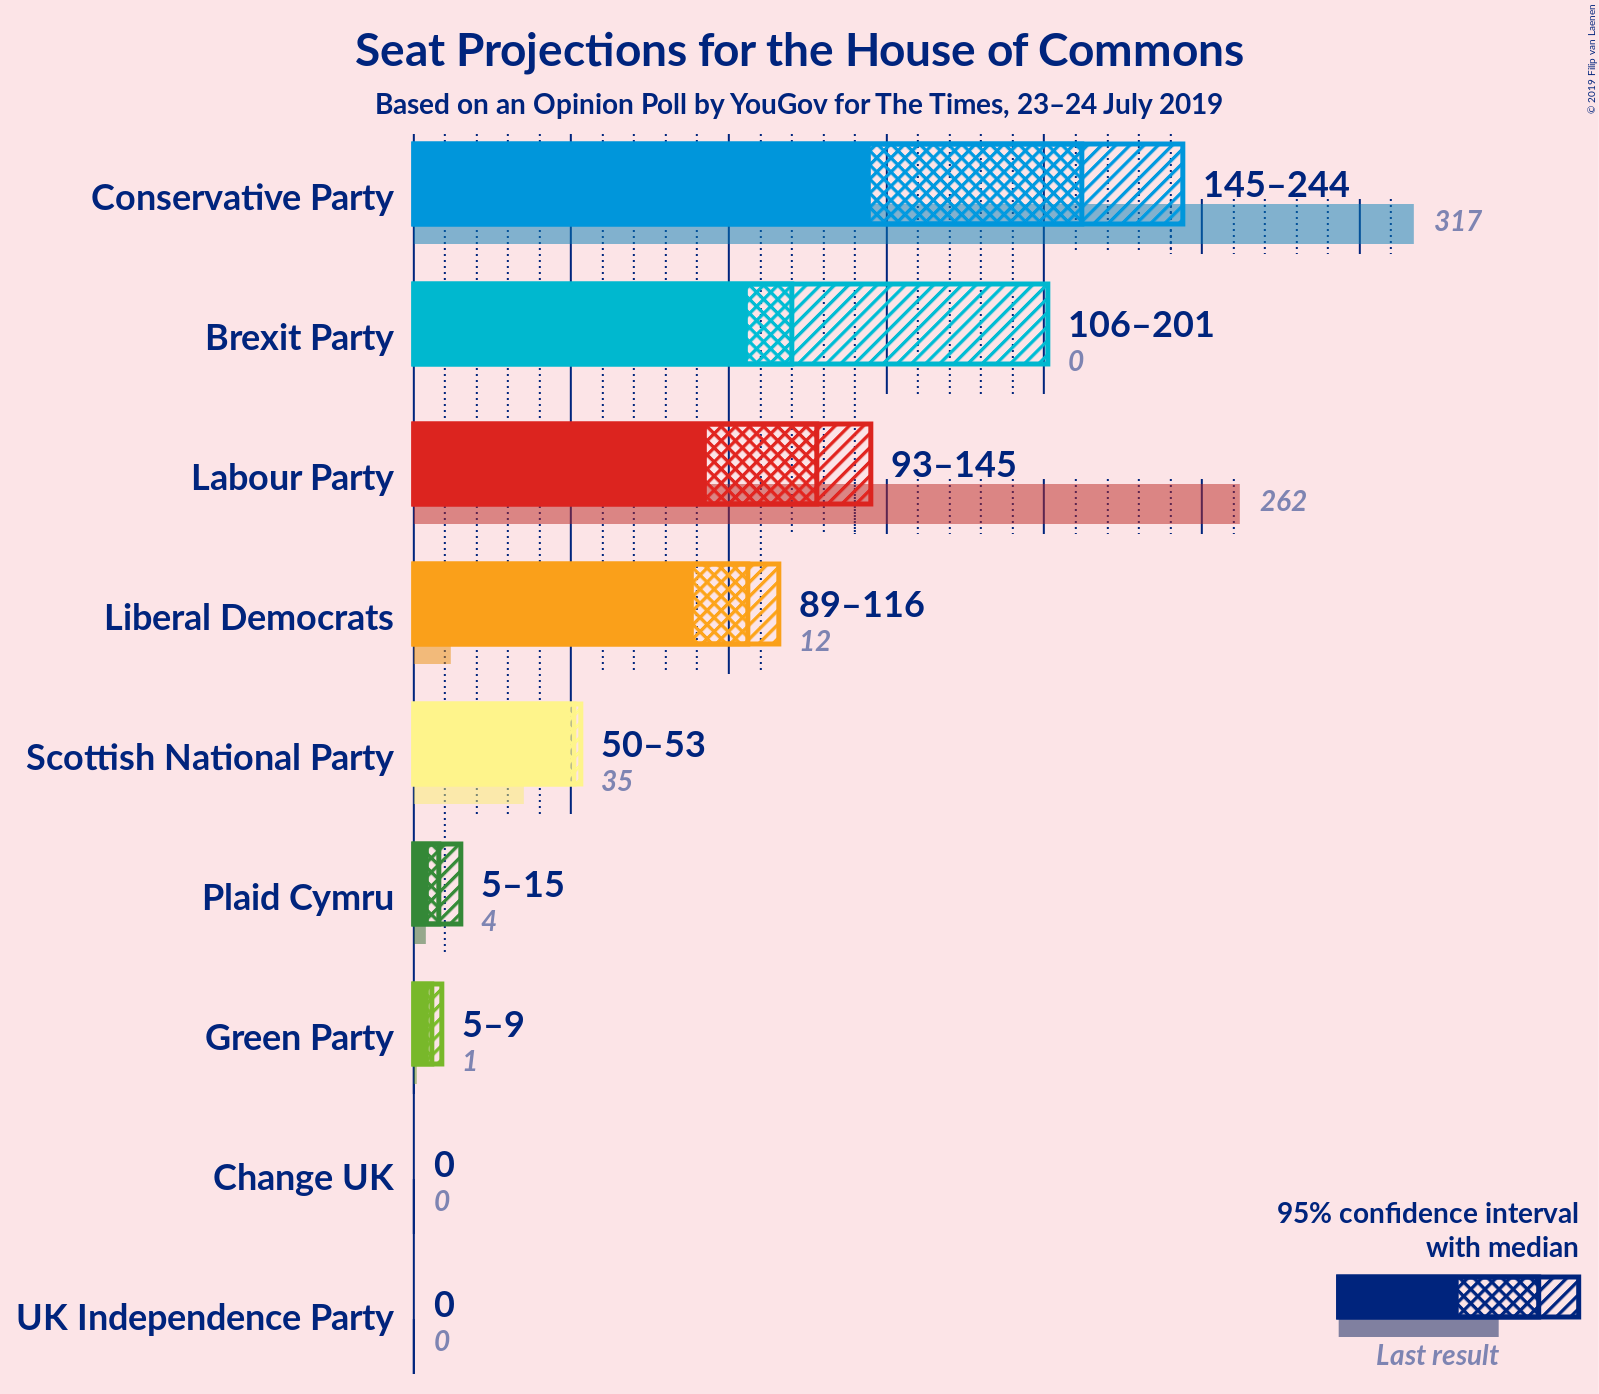 Seat Projections for the House of Commons
Based on an Opinion Poll by YouGov for The Times, 23–24 July 2019
© 2019 Filip van Laenen
Conservative Party
145–244
317
Brexit Party
106–201
0
Labour Party
93–145
262
Liberal Democrats
89–116
12
Scottish National Party
50–53
35
Plaid Cymru
5–15
4
Green Party
5–9
1
Change UK
0
0
UK Independence Party
0
0
95% confidence interval
with median
Last result